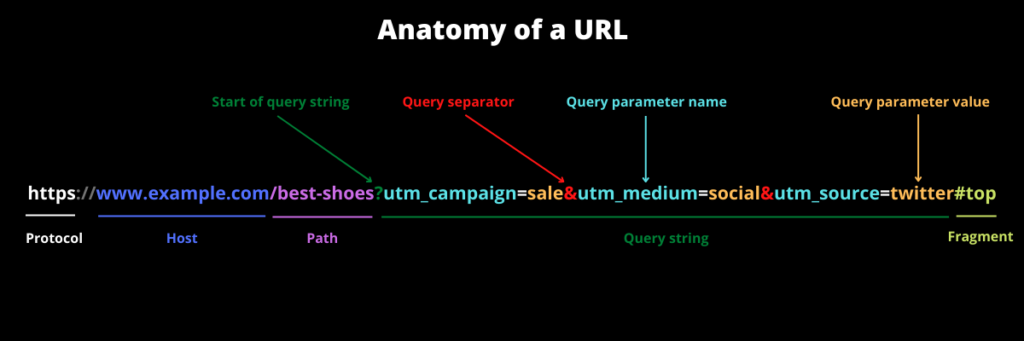 Anatomy of a URL
Start of query string Query separator Query parameter name Query parameter value
https://www.example.com/best-shoes?utm_campaign=sale&utm_medium=social&utm_source=twitter#top
Protocol Host Path Query string Fragment